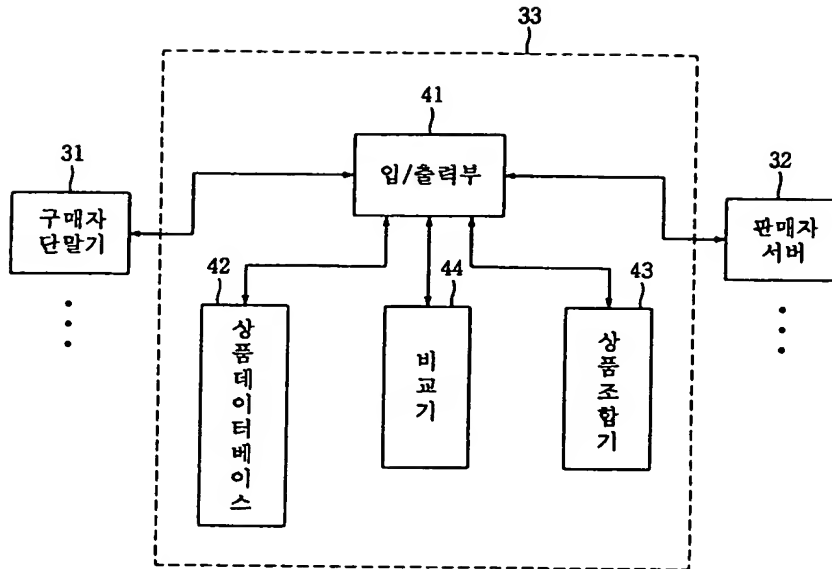 33
41
입/출력부
31
구매자
단말기
32
판매자
서버
42
상품데이터베이스
44
비교기
43
상품조합기